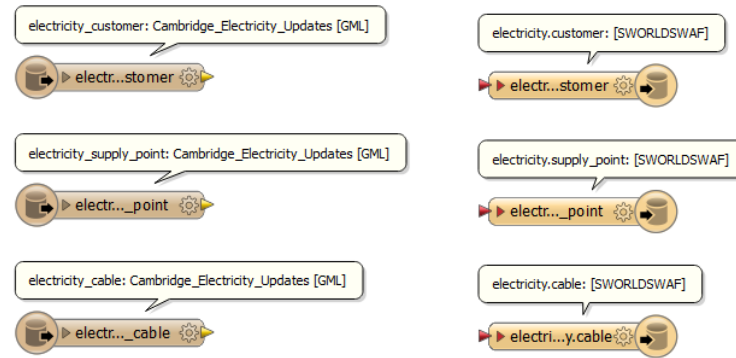 electricity_customer: Cambridge_Electricity_Updates [GML]
electricity.customer: [SWORLDSWAF]
electr...stomer
electr...stomer
electricity_supply_point: Cambridge_Electricity_Updates [GML]
electricity.supply_point: [SWORLDSWAF]
electr..._point
electr..._point
electricity_cable: Cambridge_Electricity_Updates [GML]
electricity.cable: [SWORLDSWAF]
electr..._cable
electri...y.cable